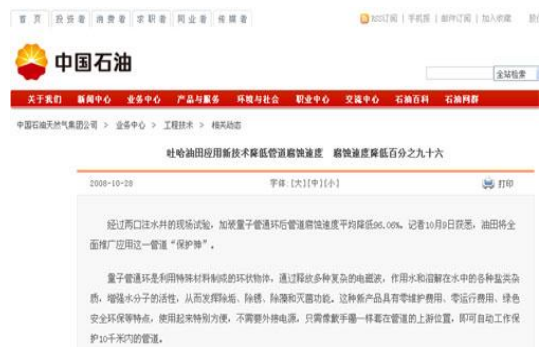 首 页 投资者 消费者 求职者 同业者 传媒者
RSS订阅 | 手机报 | 邮件订阅 | 加入收藏
中国石油
全站检索
关于我们 新闻中心 业务中心 产品与服务 环境与社会 职业中心 交流中心 石油百科 石油网群
中国石油天然气集团公司 > 业务中心 > 工程技术 > 相关动态
吐哈油田应用新技术降低管道腐蚀速度 腐蚀速度降低百分之九十六
2008-10-28 字体:[大][中][小] 打印
经过两口注水井的现场试验，加装量子管通环后管道腐蚀速度平均降低96.06%。记者10月9日获悉，油田将全
面推广应用这一管道“保护神”。
量子管通环是利用特殊材料制成的环状物体，通过释放多种复杂的电磁波，作用水和溶解在水中的各种盐类杂
质，增强水分子的活性，从而发挥除垢、除锈、除藻和灭菌功能。这种新产品具有零维护费用、零运行费用、绿色
安全环保等特点，使用起来特别方便，不需要外接电源，只需像戴手镯一样套在管道的上游位置，即可自动工作保
护10千米内的管道。